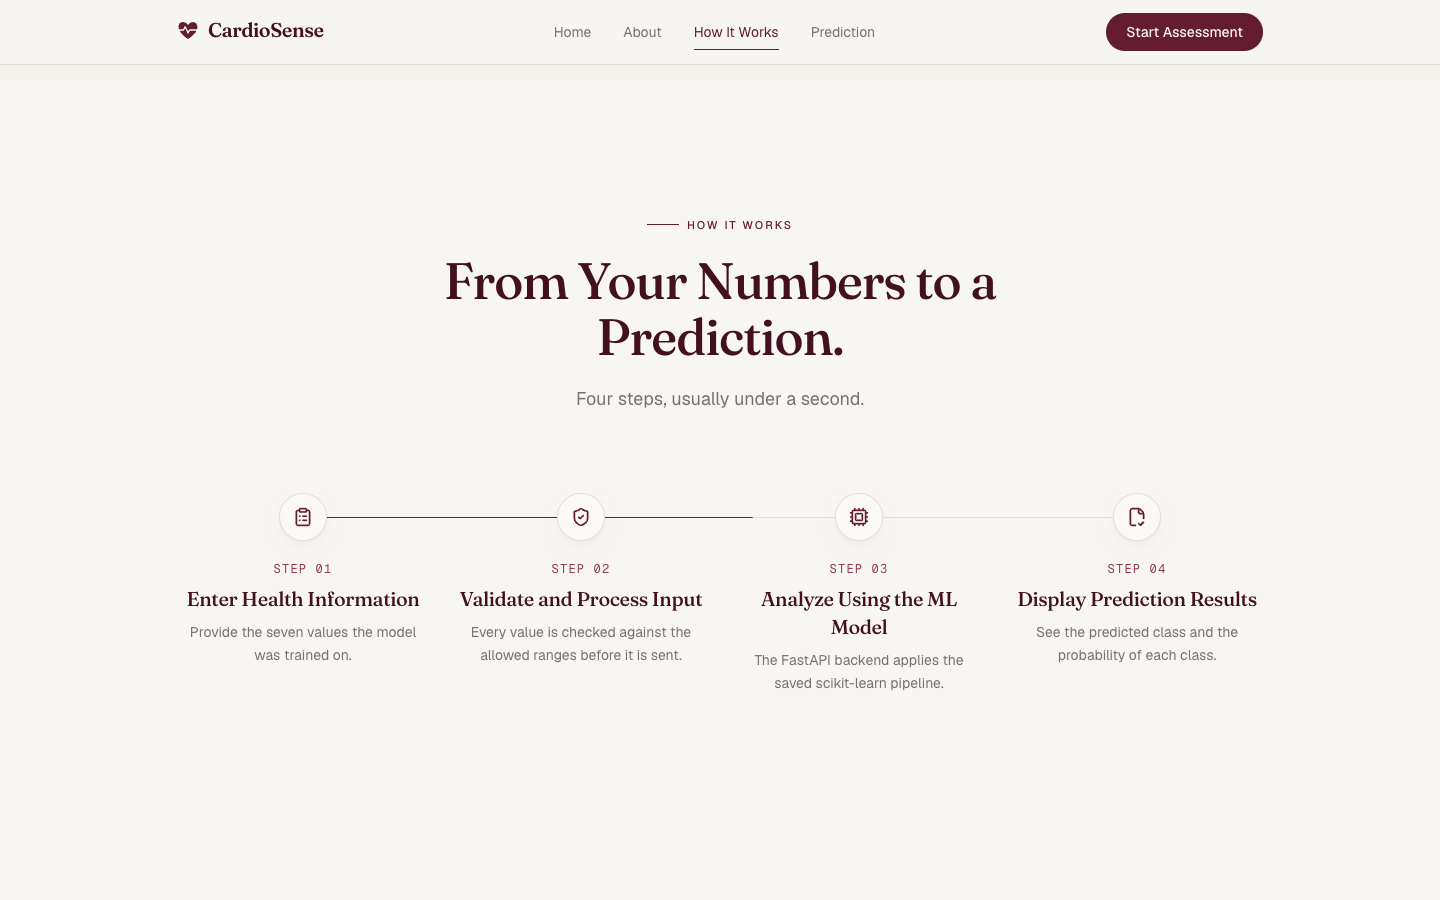 CardioSense
Home
About
How It Works
Prediction
Start Assessment
HOW IT WORKS
From Your Numbers to a
Prediction.
Four steps, usually under a second.
STEP 01
Enter Health Information
Provide the seven values the model
was trained on.
STEP 02
Validate and Process Input
Every value is checked against the
allowed ranges before it is sent.
STEP 03
Analyze Using the ML
Model
The FastAPI backend applies the
saved scikit-learn pipeline.
STEP 04
Display Prediction Results
See the predicted class and the
probability of each class.